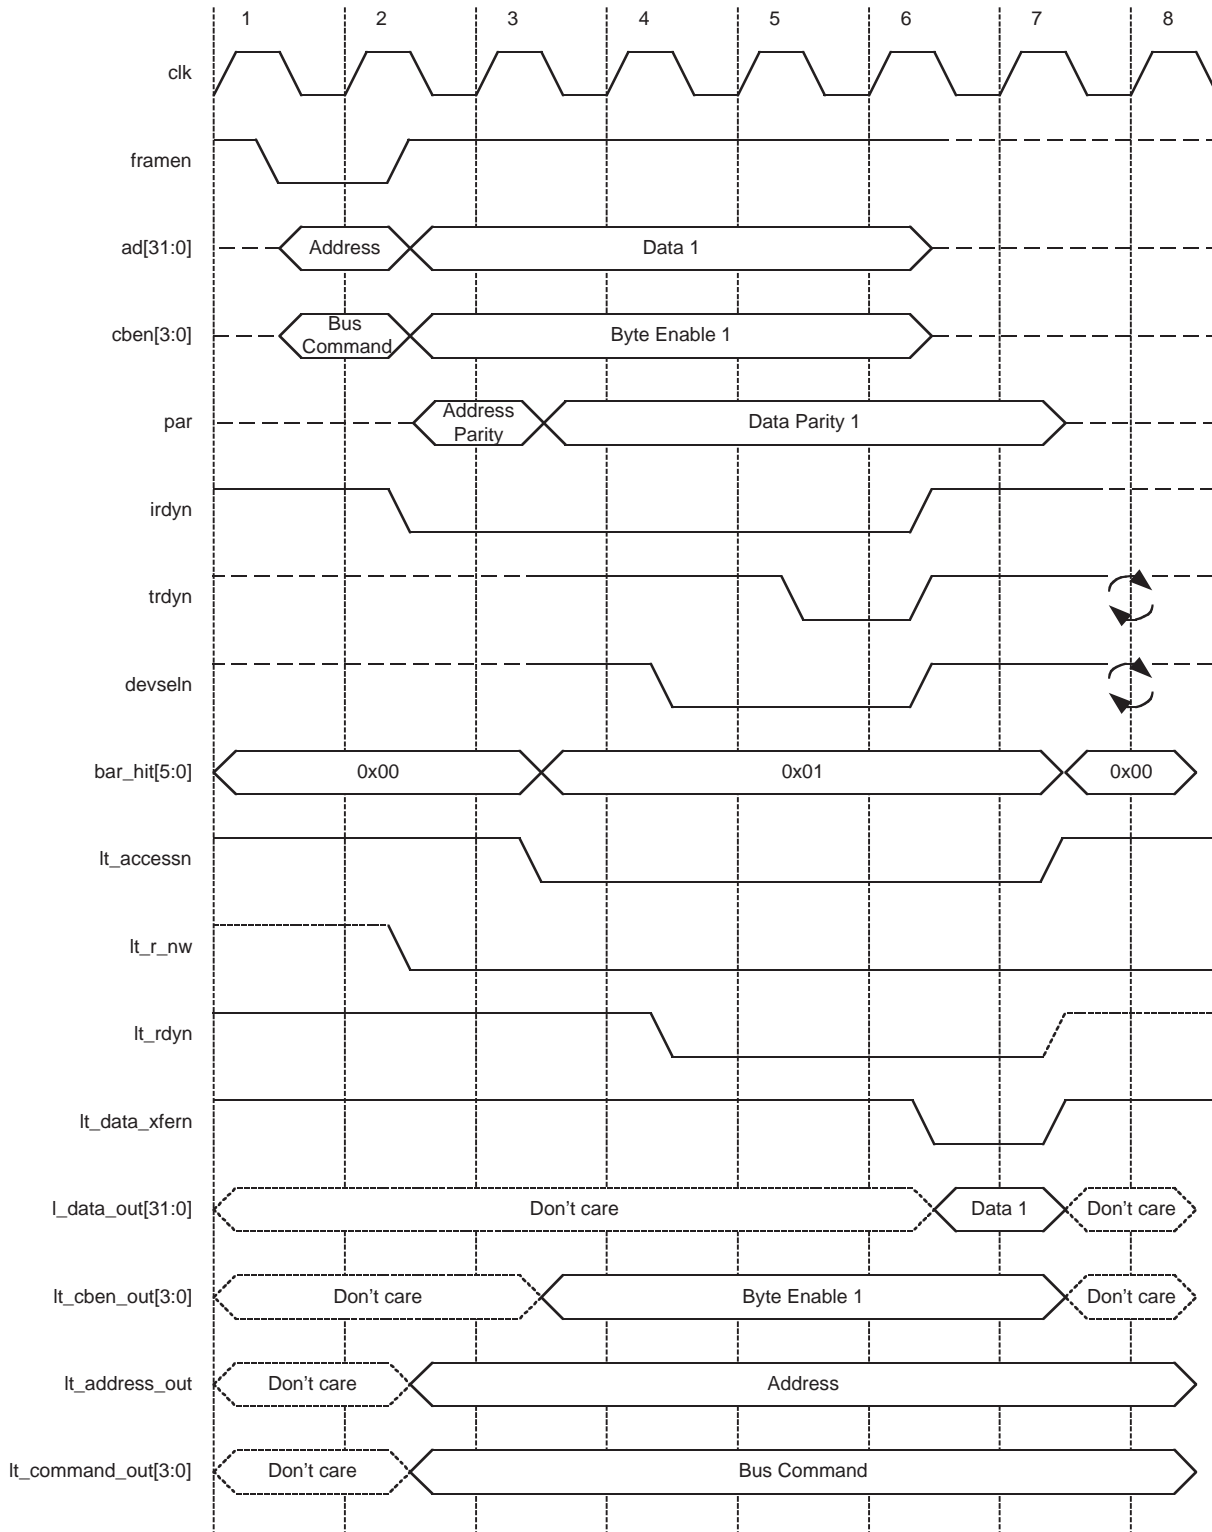 1 2 3 4 5 6 7 8
clk
framen
ad[31:0] Address Data 1
cben[3:0] Bus Command Byte Enable 1
par Address Parity Data Parity 1
irdyn
trdyn
devseln
bar_hit[5:0] 0x00 0x01 0x00
lt_accessn
lt_r_nw
lt_rdyn
lt_data_xfern
l_data_out[31:0] Don't care Data 1 Don't care
lt_cben_out[3:0] Don't care Byte Enable 1 Don't care
lt_address_out Don't care Address
lt_command_out[3:0] Don't care Bus Command